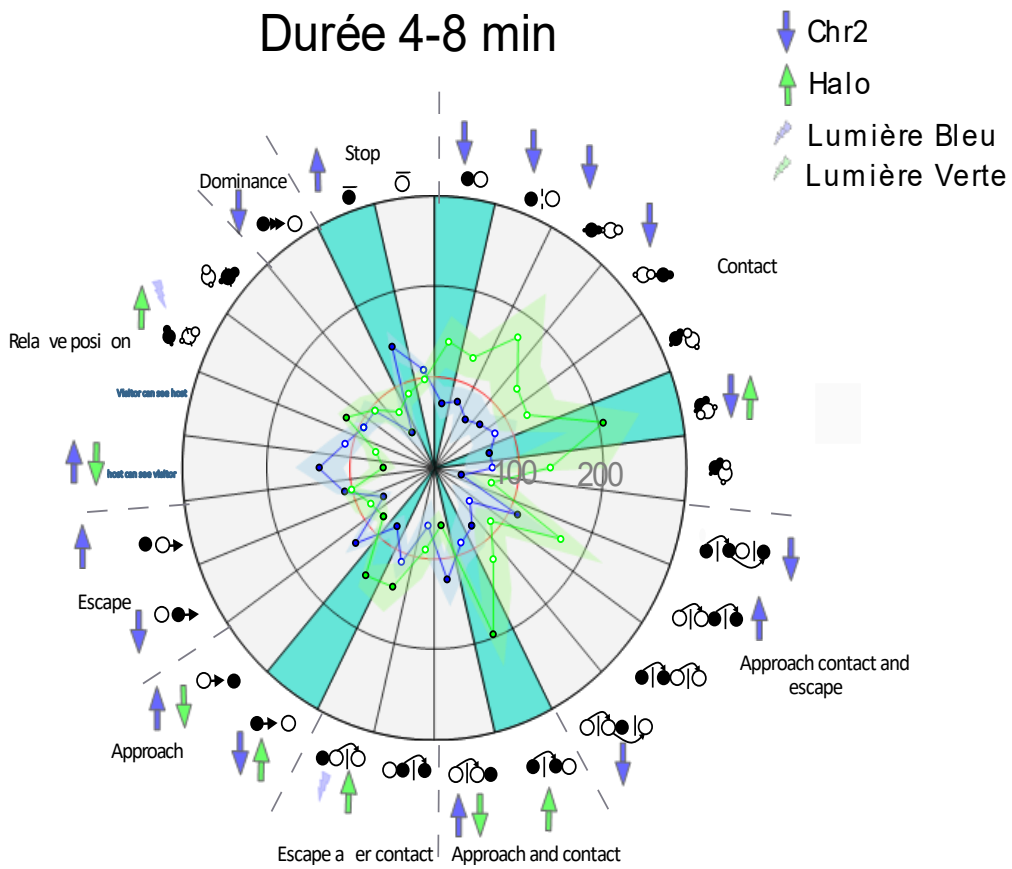 Durée 4-8 min
Chr2
Halo
Lumière Bleu
Lumière Verte
Stop
Dominance
Contact
Rela ve posi on
Visitor can see host
100
200
host can see visitor
Escape
Approach contact and
escape
Approach
Escape a er contact
Approach and contact